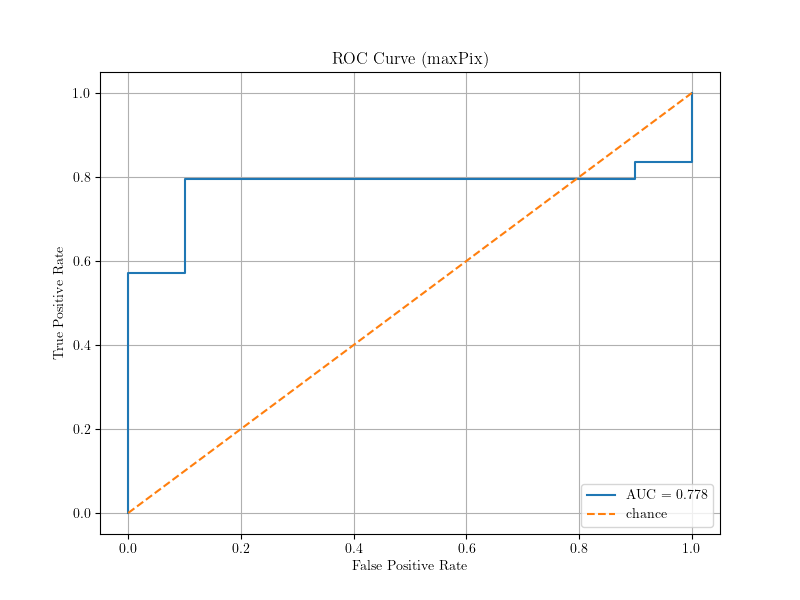 ROC Curve (maxPix)
True Positive Rate
1.0
0.8
0.6
0.4
0.2
0.0
0.0 0.2 0.4 0.6 0.8 1.0
False Positive Rate
AUC = 0.778
chance